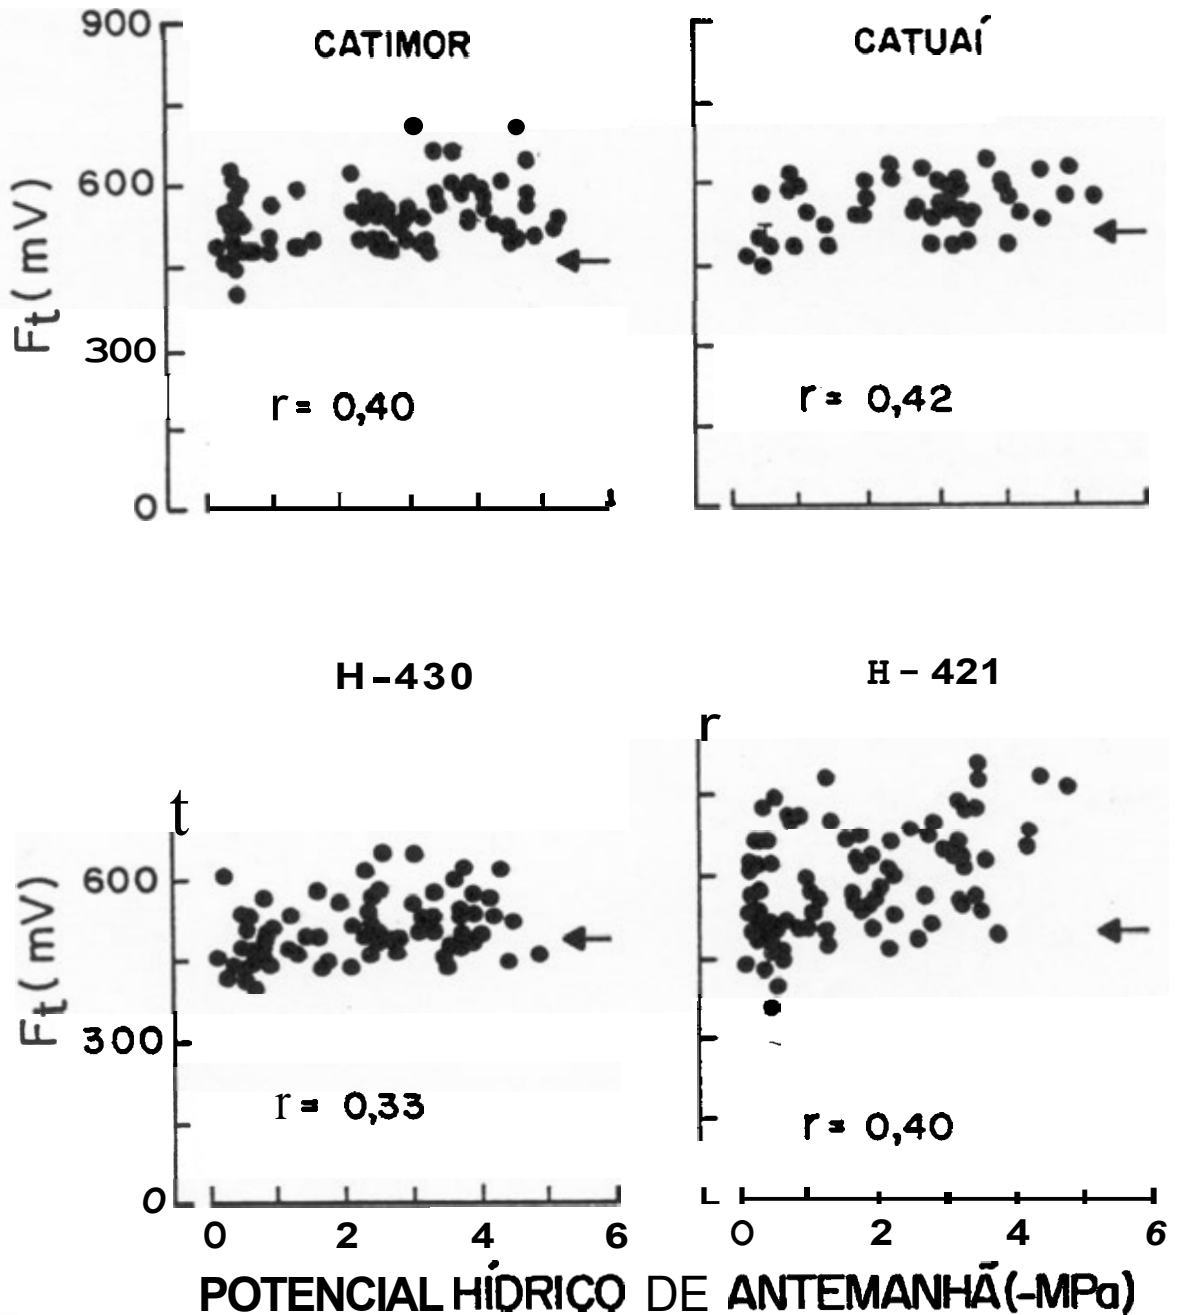 900
CATIMOR
CATUAÍ
600
Ft(mV)
300
r= 0,40
r= 0,42
0
H-430
H-421
r
t
600
Ft(mV)
300
r= 0,33
r= 0,40
0
0 2 4 6
0 2 4 6
POTENCIAL HÍDRICO DE ANTEMANHÃ(-MPa)